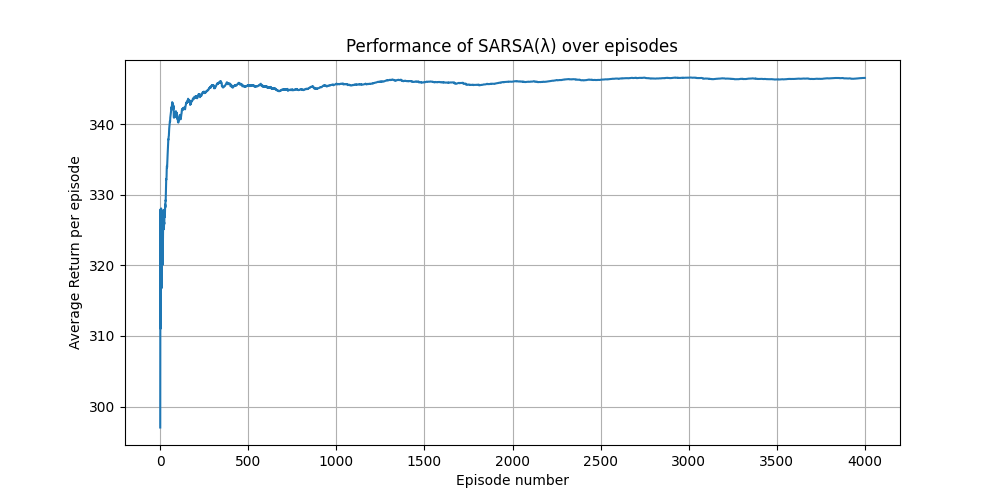 Performance of SARSA(λ) over episodes
Average Return per episode
340
330
320
310
300
0 500 1000 1500 2000 2500 3000 3500 4000
Episode number